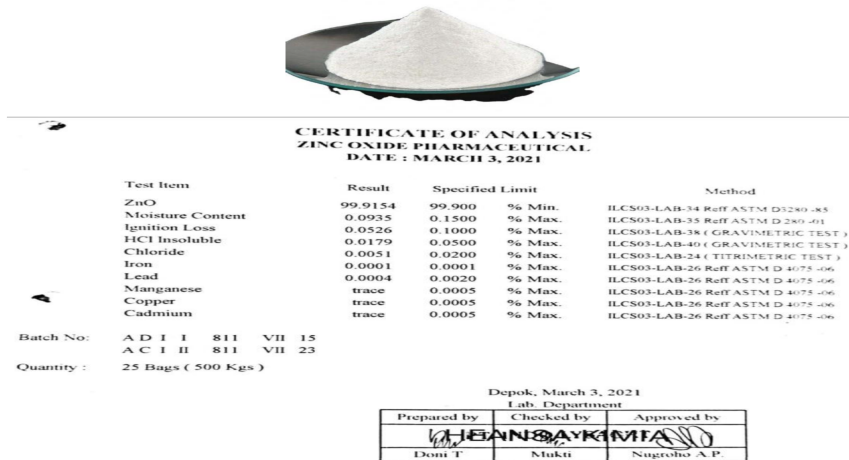 CERTIFICATE OF ANALYSIS
ZINC OXIDE PHARMACEUTICAL
DATE : MARCH 3, 2021
Test Item Result Specified Limit Method
ZnO 99.9154 99.900 % Min. ILCS03-LAB-34 Reff ASTM D3280 -85
Moisture Content 0.0935 0.1500 % Max. ILCS03-LAB-35 Reff ASTM D 280 -01
Ignition Loss 0.0526 0.1000 % Max. ILCS03-LAB-38 ( GRAVIMETRIC TEST )
HCl Insoluble 0.0179 0.0500 % Max. ILCS03-LAB-40 ( GRAVIMETRIC TEST )
Chloride 0.0051 0.0200 % Max. ILCS03-LAB-24 ( TITRIMETRIC TEST )
Iron 0.0001 0.0001 % Max. ILCS03-LAB-26 Reff ASTM D 4075 -06
Lead 0.0004 0.0020 % Max. ILCS03-LAB-26 Reff ASTM D 4075 -06
Manganese trace 0.0005 % Max. ILCS03-LAB-26 Reff ASTM D 4075 -06
Copper trace 0.0005 % Max. ILCS03-LAB-26 Reff ASTM D 4075 -06
Cadmium trace 0.0005 % Max. ILCS03-LAB-26 Reff ASTM D 4075 -06
Batch No: A D I I 811 VII 15
A C I II 811 VII 23
Quantity : 25 Bags ( 500 Kgs )
Depok, March 3, 2021
Lab. Department
Prepared by Checked by Approved by
Doni T Mukti Nugroho A.P.